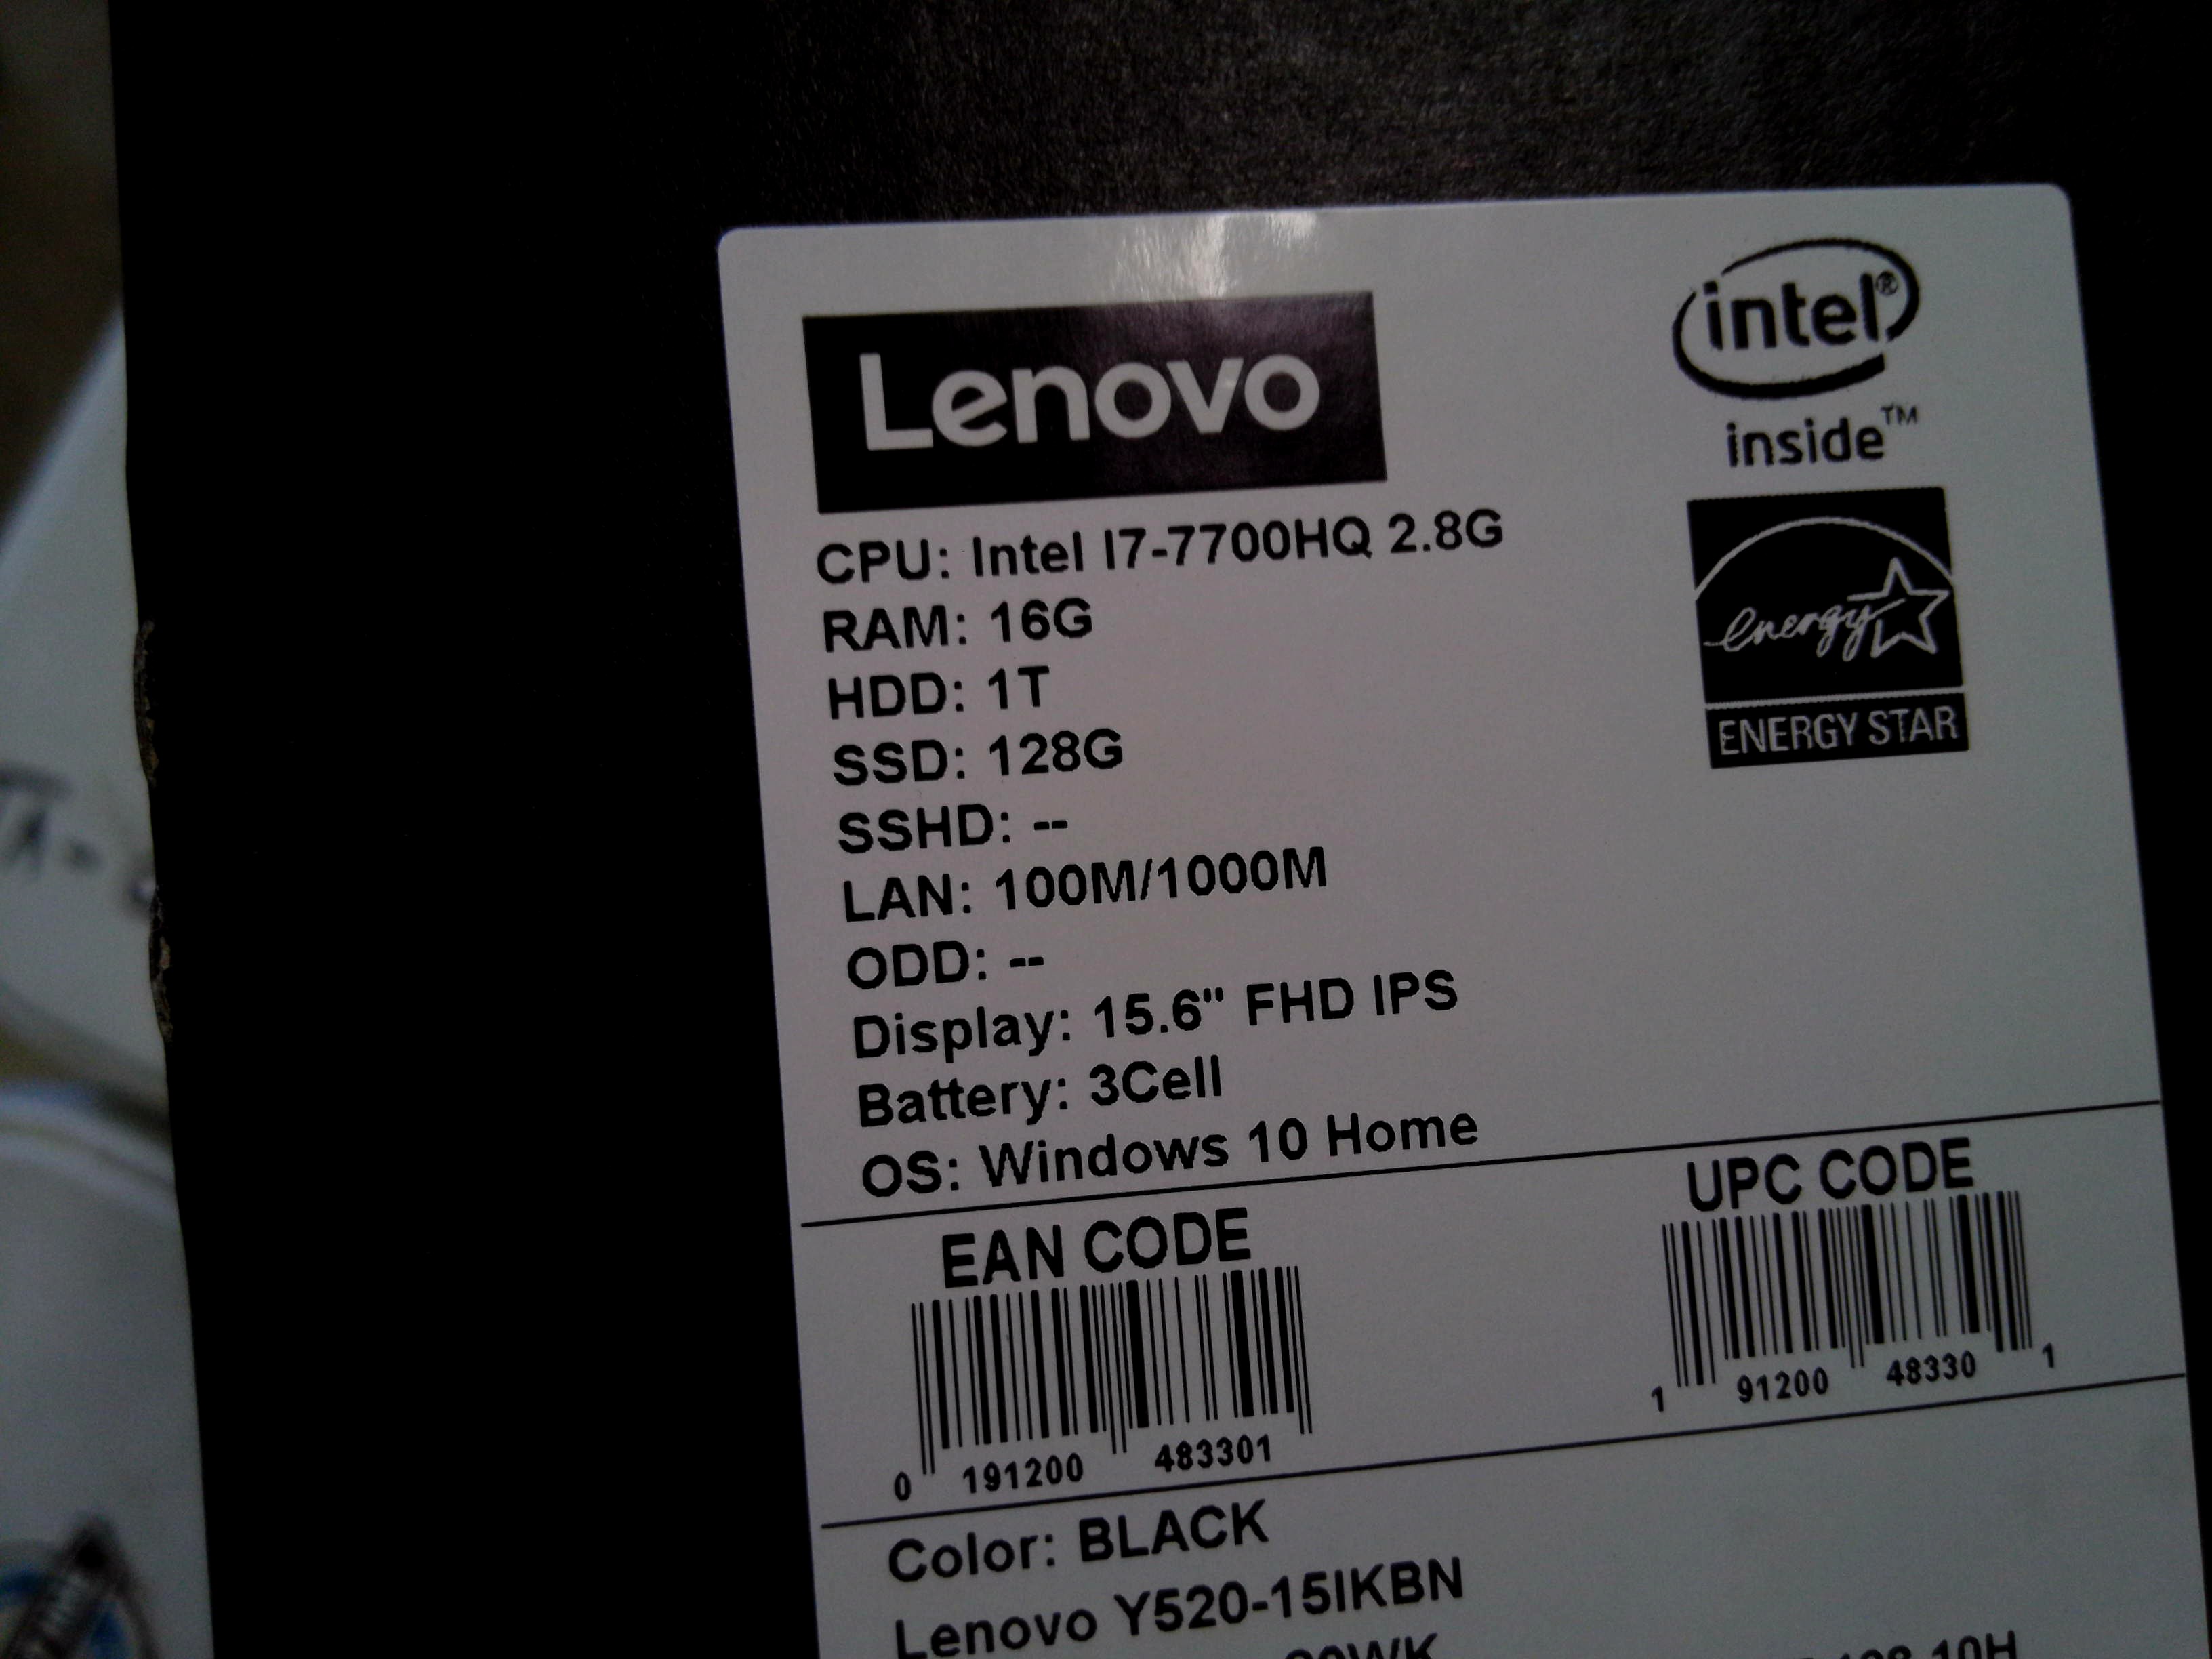 Lenovo
intel®
inside™
CPU: Intel I7-7700HQ 2.8G
RAM: 16G
HDD: 1T
SSD: 128G
SSHD: --
LAN: 100M/1000M
ODD: --
Display: 15.6" FHD IPS
Battery: 3Cell
OS: Windows 10 Home
energy
ENERGY STAR
EAN CODE
0 191200 483301
UPC CODE
1 91200 48330 1
Color: BLACK
Lenovo Y520-15IKBN